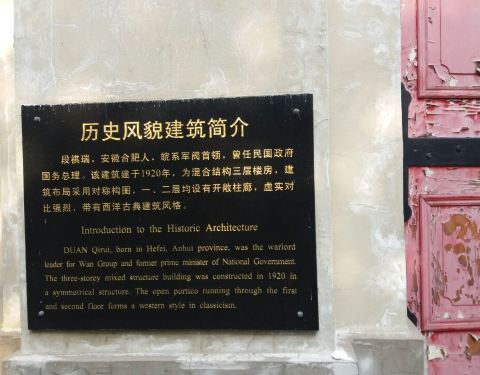 历史风貌建筑简介
段祺瑞，安徽合肥人，皖系军阀首领，曾任民国政府
国务总理。该建筑建于1920年，为混合结构三层楼房，建
筑布局采用对称构图，一、二层均设有开敞柱廊，虚实对
比强烈，带有西洋古典建筑风格。
Introduction to the Historic Architecture
DUAN Qirui, born in Hefei, Anhui province, was the warlord
leader for Wan Group and former prime minister of National Government.
The three-storey mixed structure building was constructed in 1920 in
a symmetrical structure. The open portico running through the first
and second floor forms a western style in classicism.